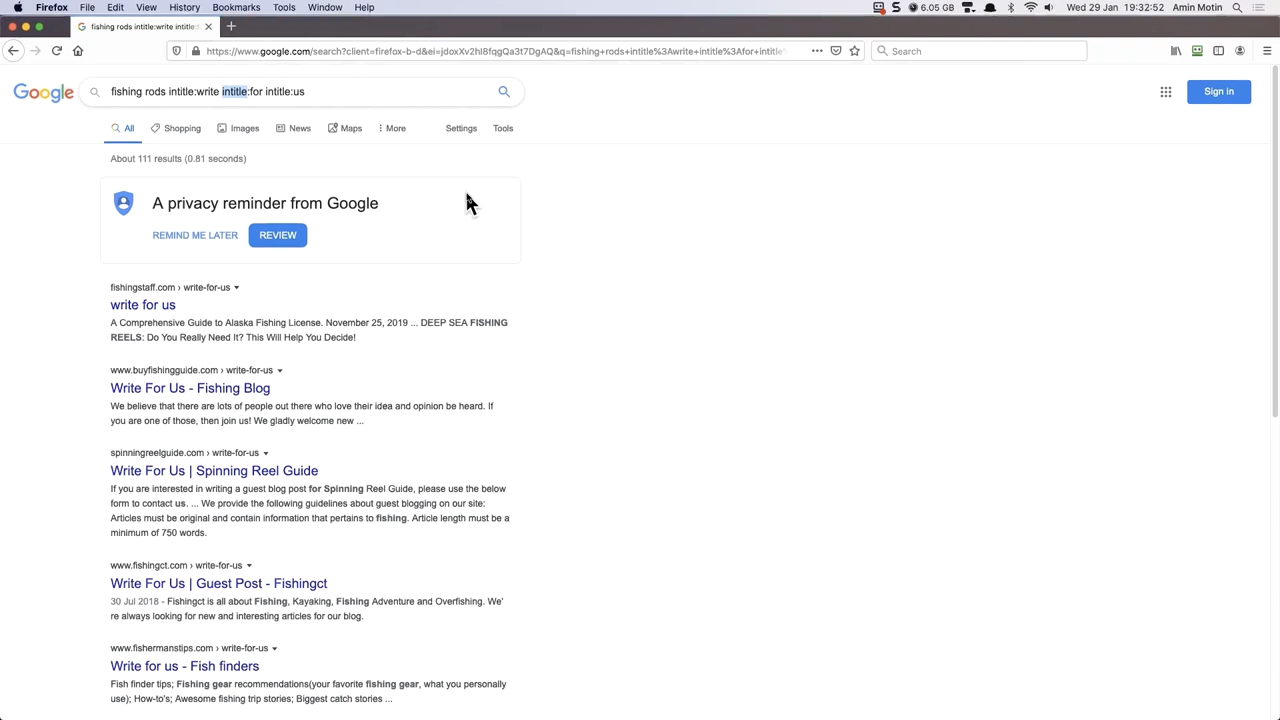 Firefox File Edit View History Bookmarks Tools Window Help
6.05 GB Wed 29 Jan 19:32:52 Amin Motin
fishing rods intitle:write intitle:
https://www.google.com/search?client=firefox-b-d&ei=jdoxXv2hI8fqgQa3t7DgAQ&q=fishing+rods+intitle%3Awrite+intitle%3Afor+intitle
Search
Google
fishing rods intitle:write intitle:for intitle:us
Sign in
All Shopping Images News Maps More Settings Tools
About 111 results (0.81 seconds)
A privacy reminder from Google
REMIND ME LATER REVIEW
fishingstaff.com › write-for-us
write for us
A Comprehensive Guide to Alaska Fishing License. November 25, 2019 ... DEEP SEA FISHING
REELS: Do You Really Need It? This Will Help You Decide!
www.buyfishingguide.com › write-for-us
Write For Us - Fishing Blog
We believe that there are lots of people out there who love their idea and opinion be heard. If
you are one of those, then join us! We gladly welcome new ...
spinningreelguide.com › write-for-us
Write For Us | Spinning Reel Guide
If you are interested in writing a guest blog post for Spinning Reel Guide, please use the below
form to contact us. ... We provide the following guidelines about guest blogging on our site:
Articles must be original and contain information that pertains to fishing. Article length must be a
minimum of 750 words.
www.fishingct.com › write-for-us
Write For Us | Guest Post - Fishingct
30 Jul 2018 - Fishingct is all about Fishing, Kayaking, Fishing Adventure and Overfishing. We'
re always looking for new and interesting articles for our blog.
www.fishermanstips.com › write-for-us
Write for us - Fish finders
Fish finder tips; Fishing gear recommendations(your favorite fishing gear, what you personally
use); How-to's; Awesome fishing trip stories; Biggest catch stories ...